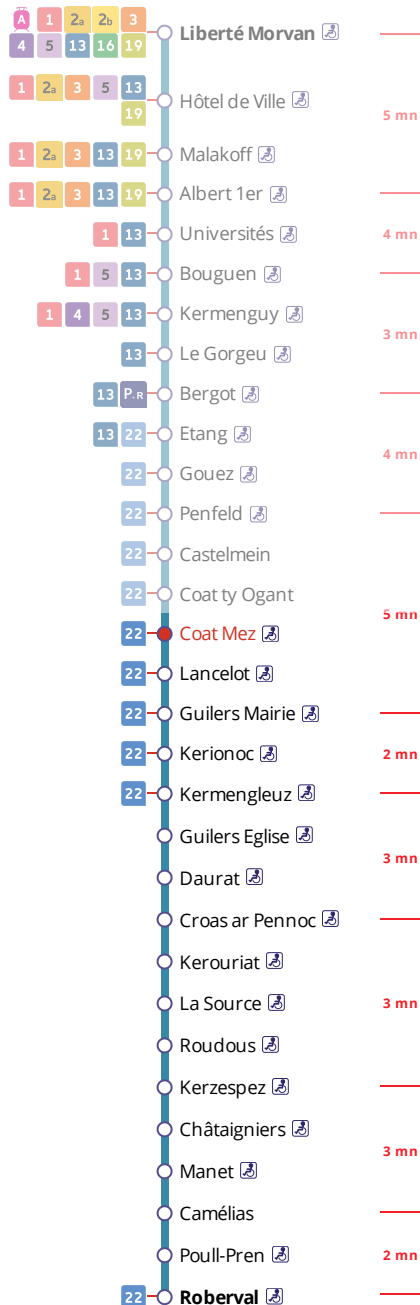 A 1 2a 2b 3
4 5 13 16 19 Liberté Morvan
1 2a 3 5 13
19 Hôtel de Ville
5 mn
1 2a 3 13 19 Malakoff
1 2a 3 13 19 Albert 1er
1 13 Universités 4 mn
1 5 13 Bouguen
1 4 5 13 Kermenguy
3 mn
13 Le Gorgeu
13 P+R Bergot
13 22 Etang
4 mn
22 Gouez
22 Penfeld
22 Castelmein
22 Coat ty Ogant
5 mn
22 Coat Mez
22 Lancelot
22 Guilers Mairie
22 Kerionoc 2 mn
22 Kermengleuz
Guilers Eglise
3 mn
Daurat
Croas ar Pennoc
Kerouriat
La Source 3 mn
Roudous
Kerzespez
Châtaigniers
3 mn
Manet
Camélias
Poull-Pren 2 mn
22 Roberval